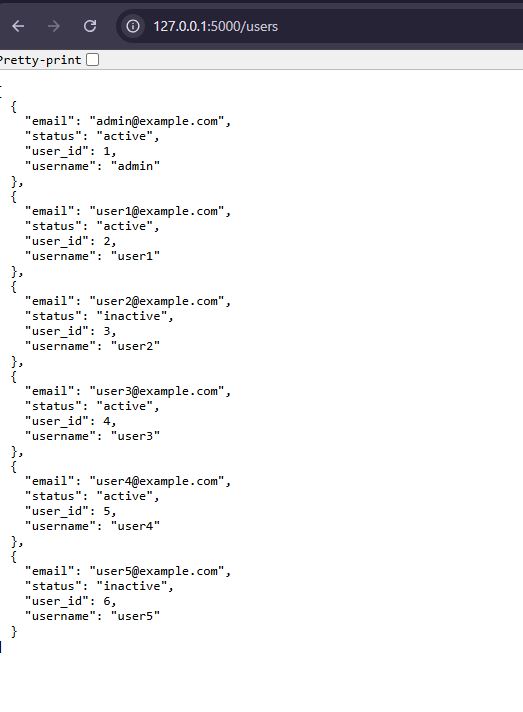 127.0.0.1:5000/users
Pretty-print
[
  {
    "email": "admin@example.com",
    "status": "active",
    "user_id": 1,
    "username": "admin"
  },
  {
    "email": "user1@example.com",
    "status": "active",
    "user_id": 2,
    "username": "user1"
  },
  {
    "email": "user2@example.com",
    "status": "inactive",
    "user_id": 3,
    "username": "user2"
  },
  {
    "email": "user3@example.com",
    "status": "active",
    "user_id": 4,
    "username": "user3"
  },
  {
    "email": "user4@example.com",
    "status": "active",
    "user_id": 5,
    "username": "user4"
  },
  {
    "email": "user5@example.com",
    "status": "inactive",
    "user_id": 6,
    "username": "user5"
  }
]